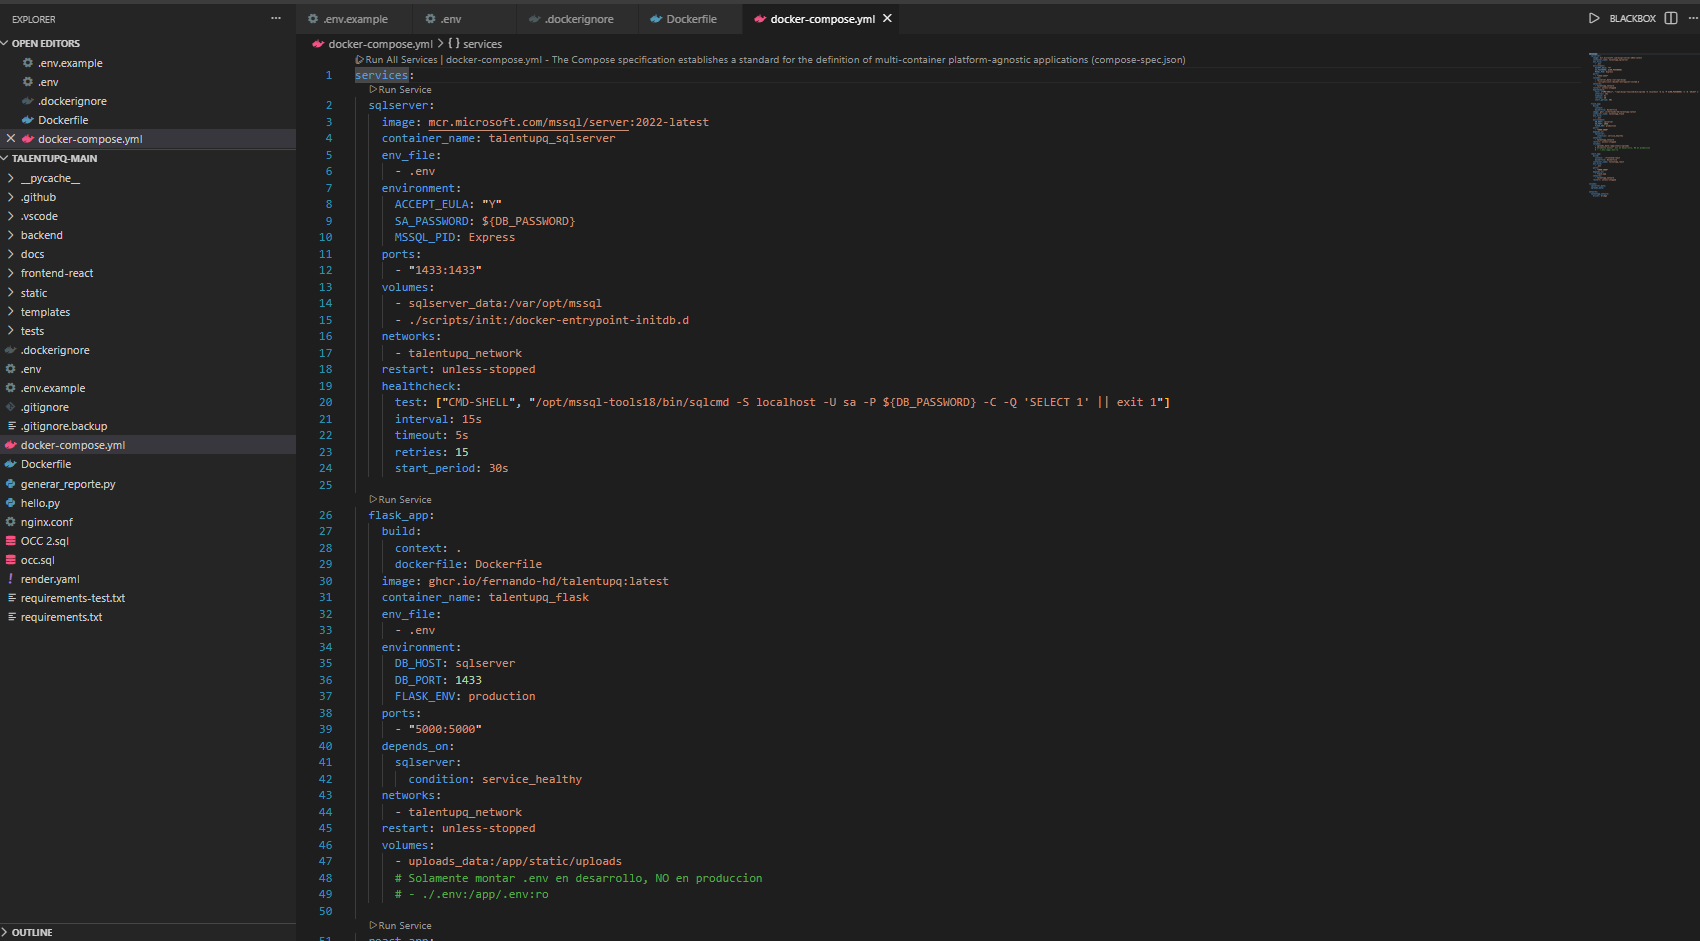 EXPLORER
OPEN EDITORS
.env.example
.env
.dockerignore
Dockerfile
docker-compose.yml
TALENTUPQ-MAIN
__pycache__
.github
.vscode
backend
docs
frontend-react
static
templates
tests
.dockerignore
.env
.env.example
.gitignore
.gitignore.backup
docker-compose.yml
Dockerfile
generar_reporte.py
hello.py
nginx.conf
OCC 2.sql
occ.sql
render.yaml
requirements-test.txt
requirements.txt
OUTLINE
.env.example .env .dockerignore Dockerfile docker-compose.yml BLACKBOX
docker-compose.yml > {} services
Run All Services | docker-compose.yml - The Compose specification establishes a standard for the definition of multi-container platform-agnostic applications (compose-spec.json)
1 services:
Run Service
2 sqlserver:
3 image: mcr.microsoft.com/mssql/server:2022-latest
4 container_name: talentupq_sqlserver
5 env_file:
6 - .env
7 environment:
8 ACCEPT_EULA: "Y"
9 SA_PASSWORD: ${DB_PASSWORD}
10 MSSQL_PID: Express
11 ports:
12 - "1433:1433"
13 volumes:
14 - sqlserver_data:/var/opt/mssql
15 - ./scripts/init:/docker-entrypoint-initdb.d
16 networks:
17 - talentupq_network
18 restart: unless-stopped
19 healthcheck:
20 test: ["CMD-SHELL", "/opt/mssql-tools18/bin/sqlcmd -S localhost -U sa -P ${DB_PASSWORD} -C -Q 'SELECT 1' || exit 1"]
21 interval: 15s
22 timeout: 5s
23 retries: 15
24 start_period: 30s
25
Run Service
26 flask_app:
27 build:
28 context: .
29 dockerfile: Dockerfile
30 image: ghcr.io/fernando-hd/talentupq:latest
31 container_name: talentupq_flask
32 env_file:
33 - .env
34 environment:
35 DB_HOST: sqlserver
36 DB_PORT: 1433
37 FLASK_ENV: production
38 ports:
39 - "5000:5000"
40 depends_on:
41 sqlserver:
42 condition: service_healthy
43 networks:
44 - talentupq_network
45 restart: unless-stopped
46 volumes:
47 - uploads_data:/app/static/uploads
48 # Solamente montar .env en desarrollo, NO en produccion
49 # - ./.env:/app/.env:ro
50
Run Service
51 react_app: